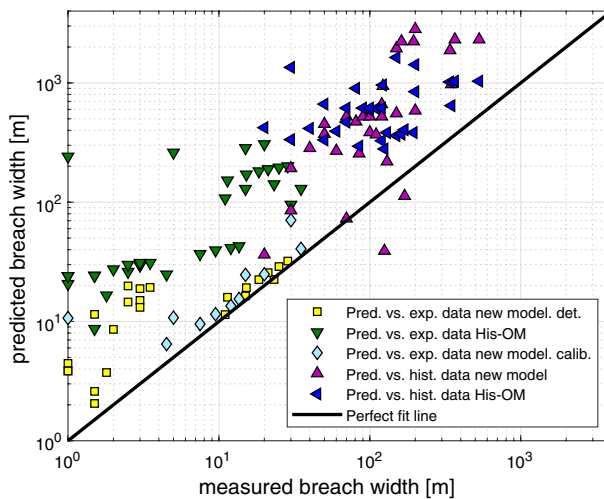 predicted breach width [m]
10³
10²
10¹
10⁰
Pred. vs. exp. data new model. det.
Pred. vs. exp. data His-OM
Pred. vs. exp. data new model. calib.
Pred. vs. hist. data new model
Pred. vs. hist. data His-OM
Perfect fit line
10⁰ 10¹ 10² 10³
measured breach width [m]